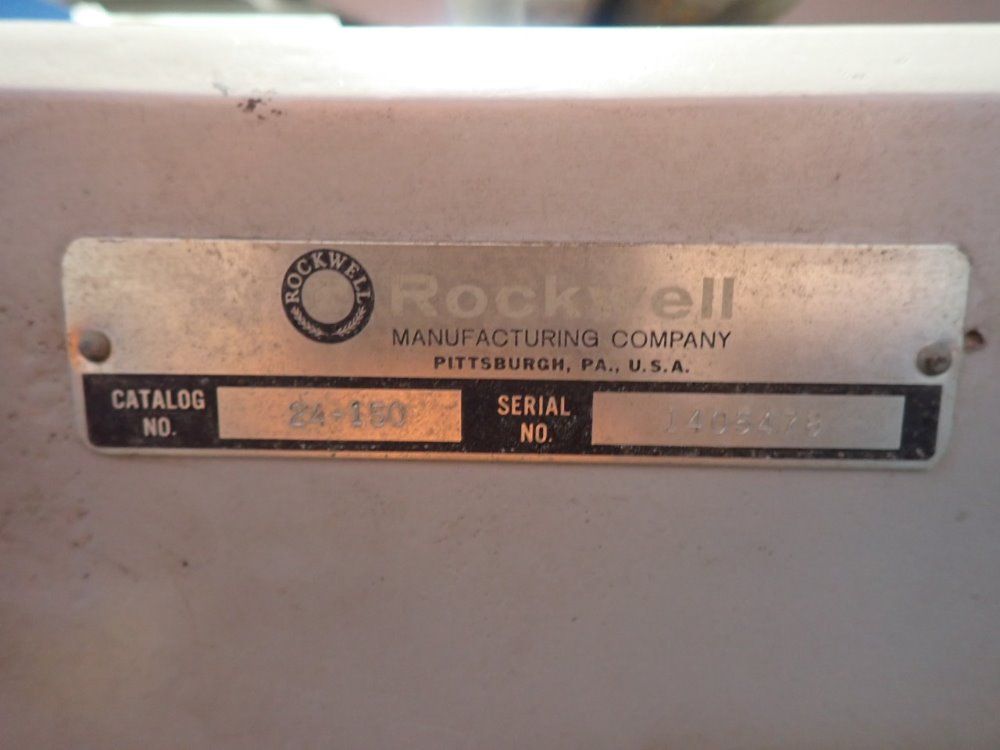 ROCKWELL
Rockwell
MANUFACTURING COMPANY
PITTSBURGH, PA., U.S.A.
CATALOG NO. 24-150 SERIAL NO. 1405478